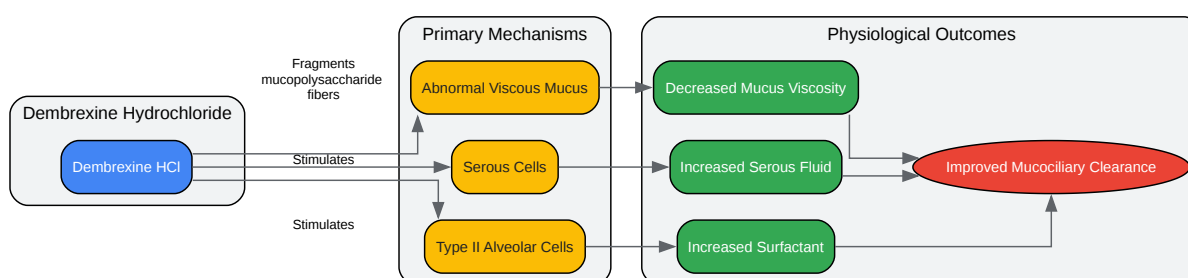 Primary Mechanisms
Physiological Outcomes
Fragments
mucopolysaccharide
fibers
Abnormal Viscous Mucus
Decreased Mucus Viscosity
Dembrexine Hydrochloride
Dembrexine HCl
Stimulates
Serous Cells
Increased Serous Fluid
Improved Mucociliary Clearance
Stimulates
Type II Alveolar Cells
Increased Surfactant